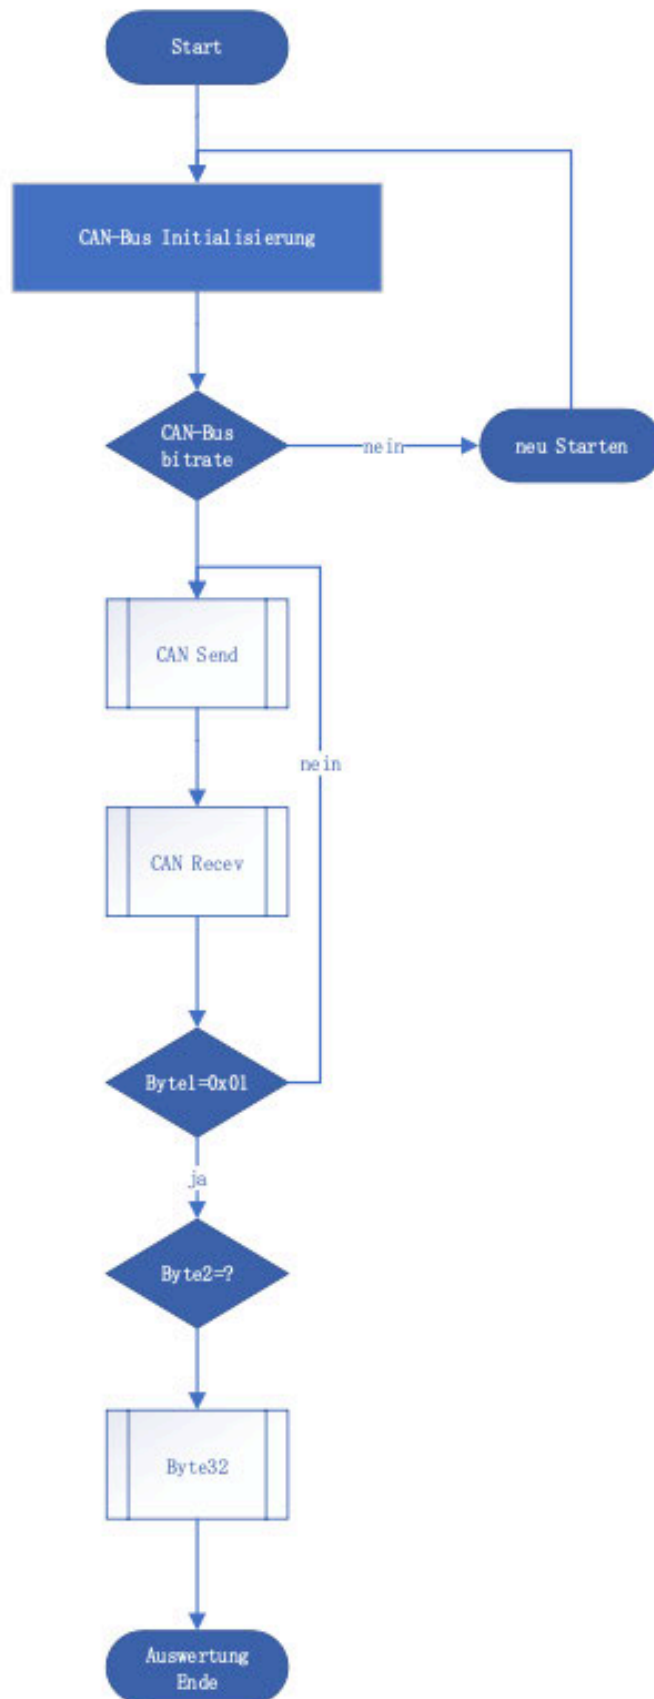 Start
CAN-Bus Initialisierung
CAN-Bus
bitrate
nein
neu Starten
CAN Send
nein
CAN Recev
Byte1=0x01
ja
Byte2=?
Byte32
Auswertung
Ende